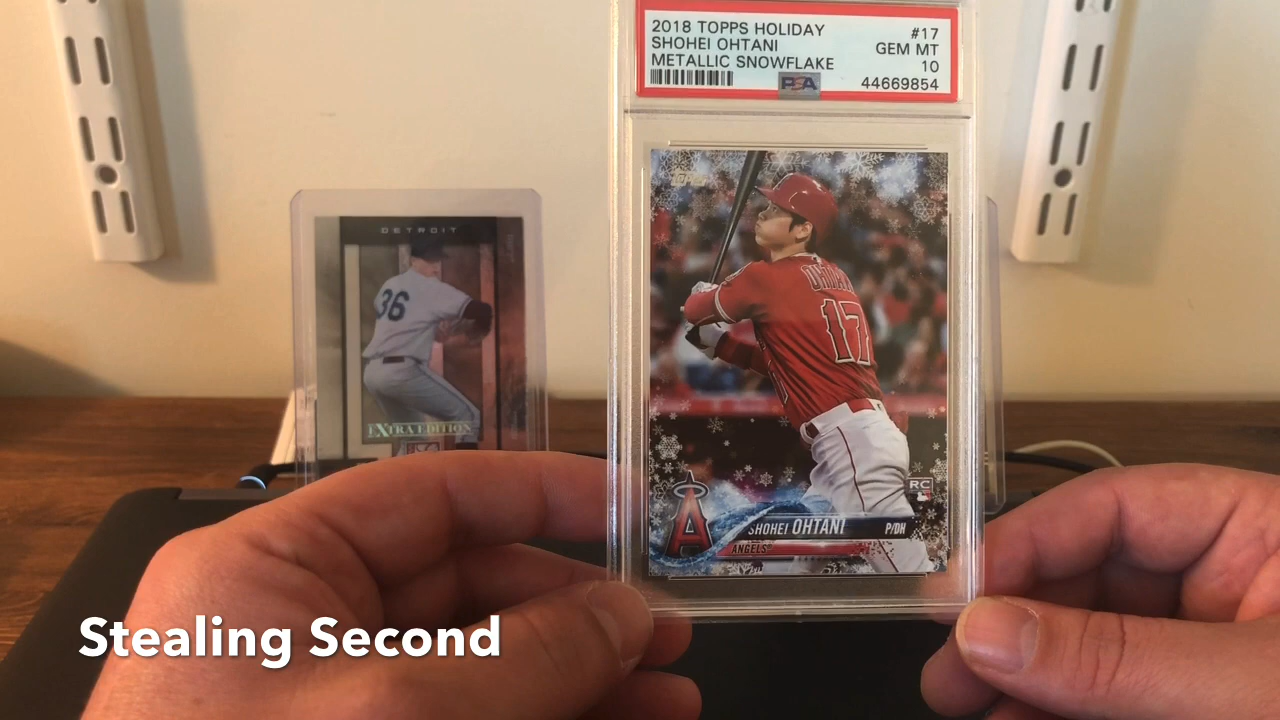 2018 TOPPS HOLIDAY #17
SHOHEI OHTANI GEM MT
METALLIC SNOWFLAKE 10
PSA 44669854
DETROIT
36
EXTRA EDITION
TOPPS
OHTANI
17
A
RC
SHOHEI OHTANI P/DH
ANGELS
Stealing Second